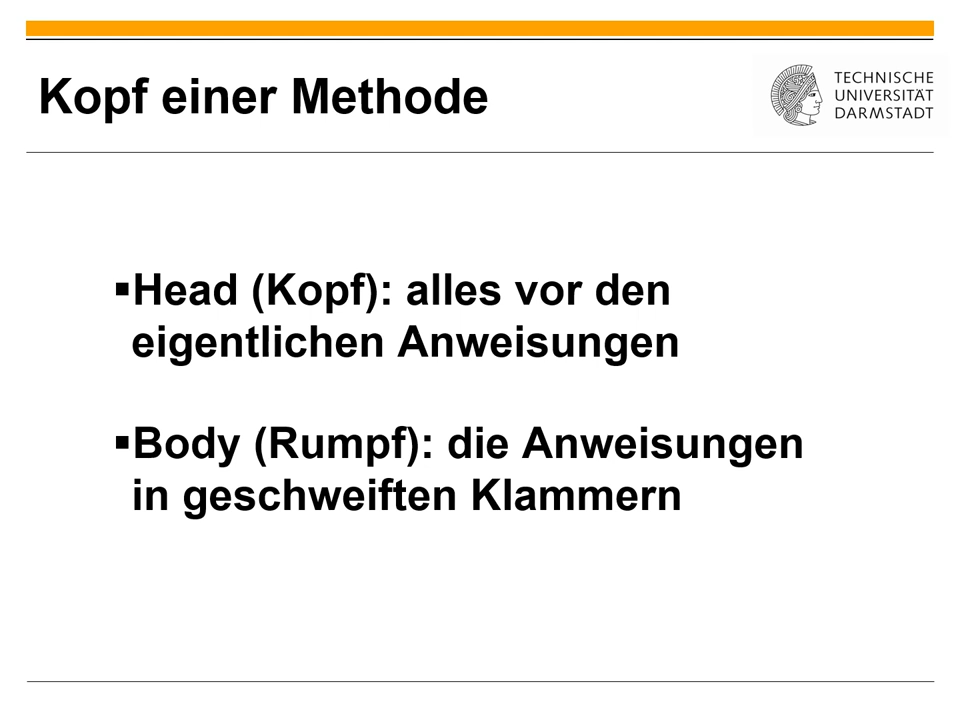 Kopf einer Methode
TECHNISCHE
UNIVERSITÄT
DARMSTADT
▪Head (Kopf): alles vor den
eigentlichen Anweisungen
▪Body (Rumpf): die Anweisungen
in geschweiften Klammern